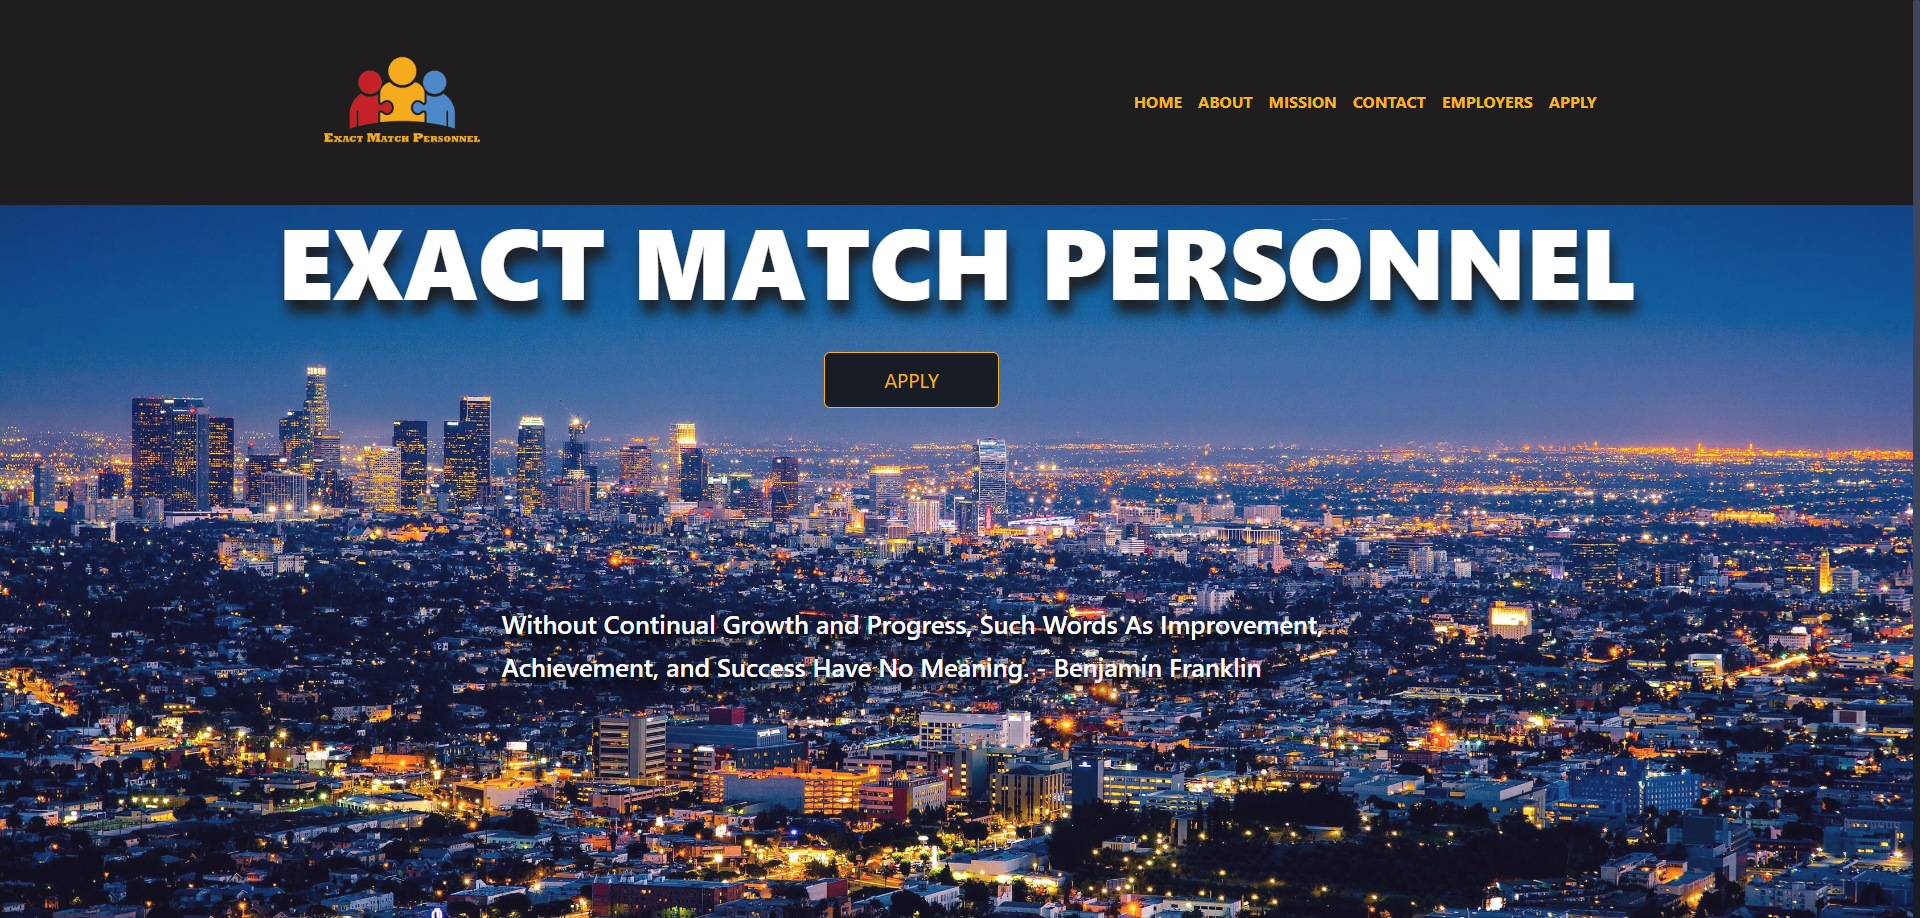 EXACT MATCH PERSONNEL
HOME ABOUT MISSION CONTACT EMPLOYERS APPLY
EXACT MATCH PERSONNEL
APPLY
Without Continual Growth and Progress, Such Words As Improvement,
Achievement, and Success Have No Meaning. - Benjamin Franklin